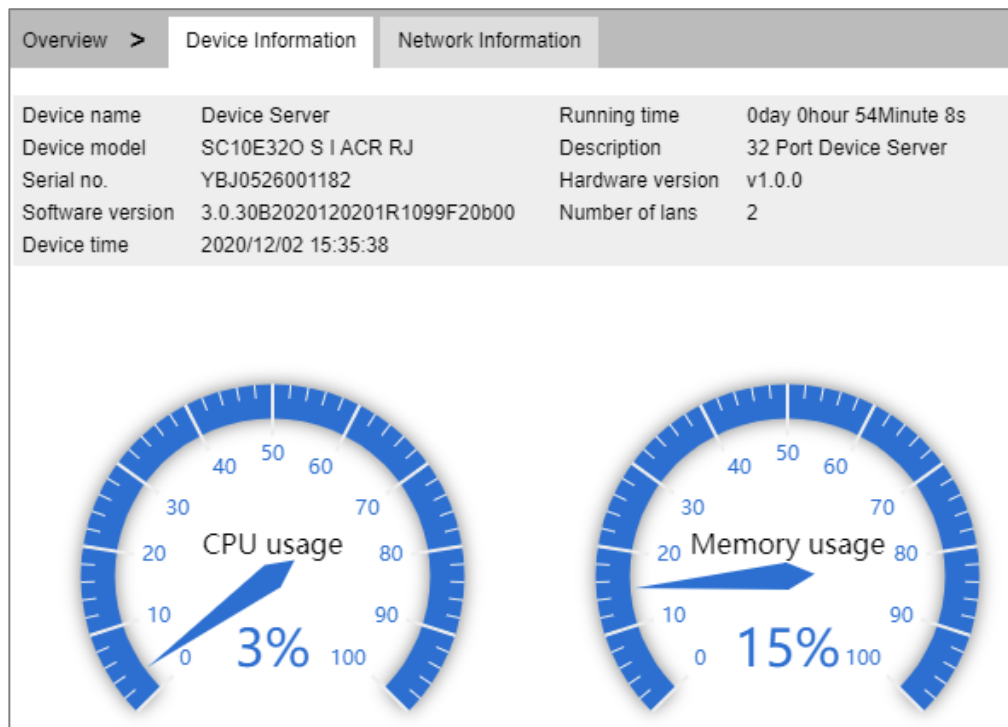 Overview > Device Information Network Information
Device name Device Server Running time 0day 0hour 54Minute 8s
Device model SC10E32O S I ACR RJ Description 32 Port Device Server
Serial no. YBJ0526001182 Hardware version v1.0.0
Software version 3.0.30B2020120201R1099F20b00 Number of lans 2
Device time 2020/12/02 15:35:38
0 10 20 30 40 50 60 70 80 90 100
CPU usage
3%
0 10 20 30 40 50 60 70 80 90 100
Memory usage
15%